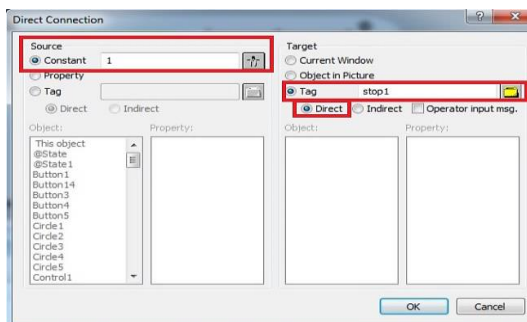 Direct Connection
Source
Constant 1
Property
Tag
Direct Indirect
Object: Property:
This object
@State
@State1
Button1
Button14
Button3
Button4
Button5
Circle1
Circle2
Circle3
Circle4
Circle5
Control1
Target
Current Window
Object in Picture
Tag stop1
Direct Indirect Operator input msg.
Object: Property:
OK Cancel